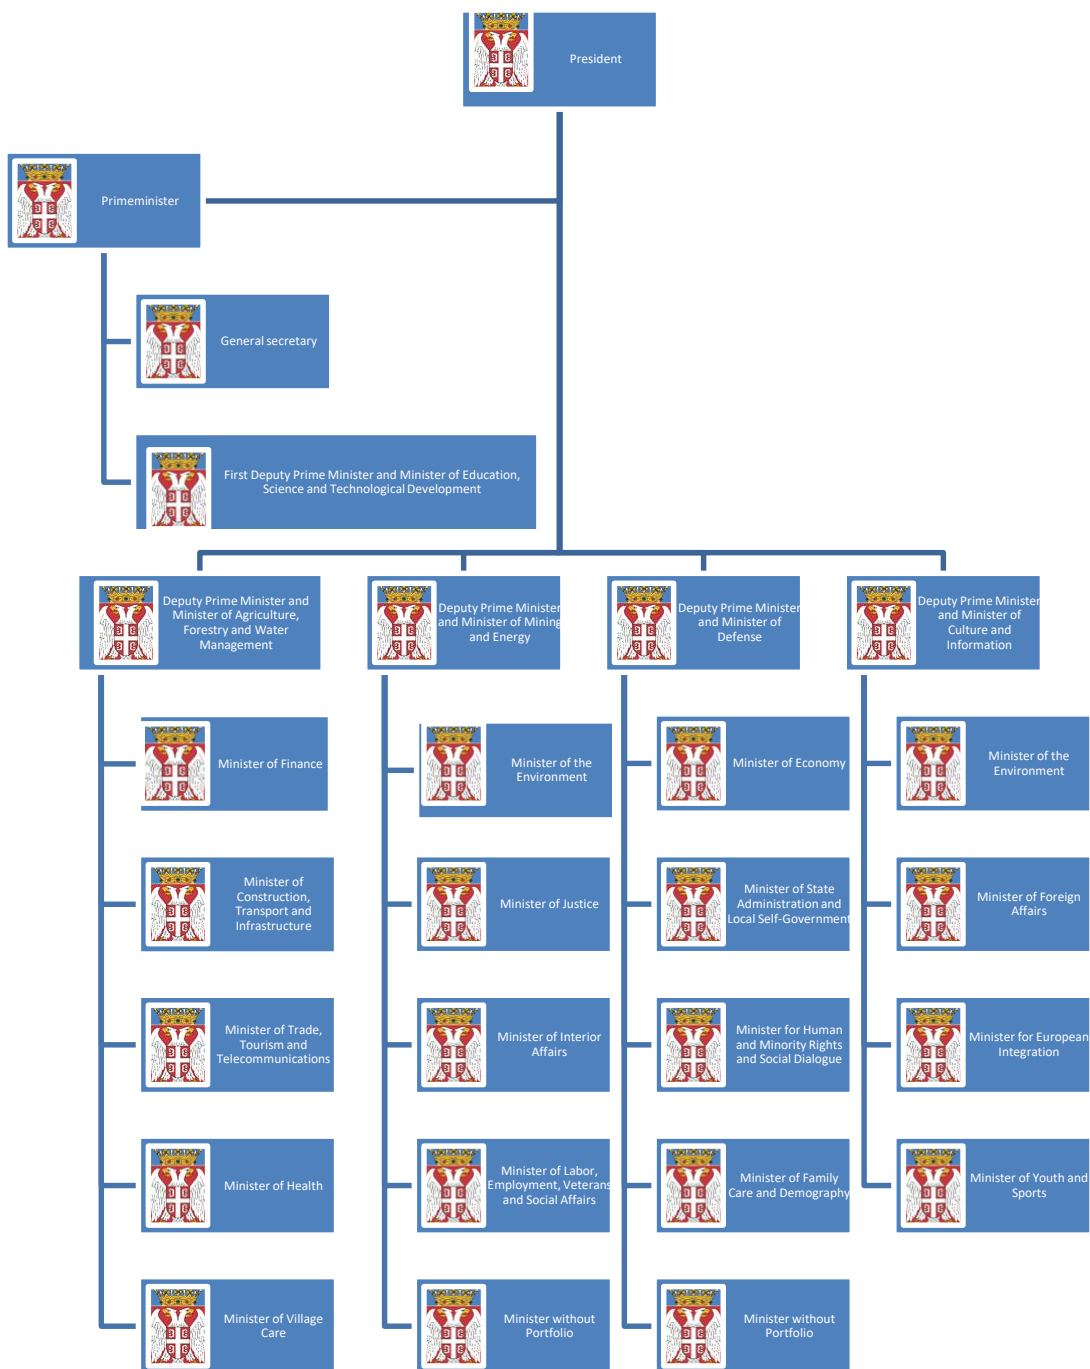 President
Primeminister
General secretary
First Deputy Prime Minister and Minister of Education,
Science and Technological Development
Deputy Prime Minister and
Minister of Agriculture,
Forestry and Water
Management
Deputy Prime Minister
and Minister of Mining
and Energy
Deputy Prime Minister
and Minister of
Defense
Deputy Prime Minister
and Minister of
Culture and
Information
Minister of Finance
Minister of the
Environment
Minister of Economy
Minister of the
Environment
Minister of
Construction,
Transport and
Infrastructure
Minister of Justice
Minister of State
Administration and
Local Self-Government
Minister of Foreign
Affairs
Minister of Trade,
Tourism and
Telecommunications
Minister of Interior
Affairs
Minister for Human
and Minority Rights
and Social Dialogue
Minister for European
Integration
Minister of Health
Minister of Labor,
Employment, Veterans
and Social Affairs
Minister of Family
Care and Demography
Minister of Youth and
Sports
Minister of Village
Care
Minister without
Portfolio
Minister without
Portfolio